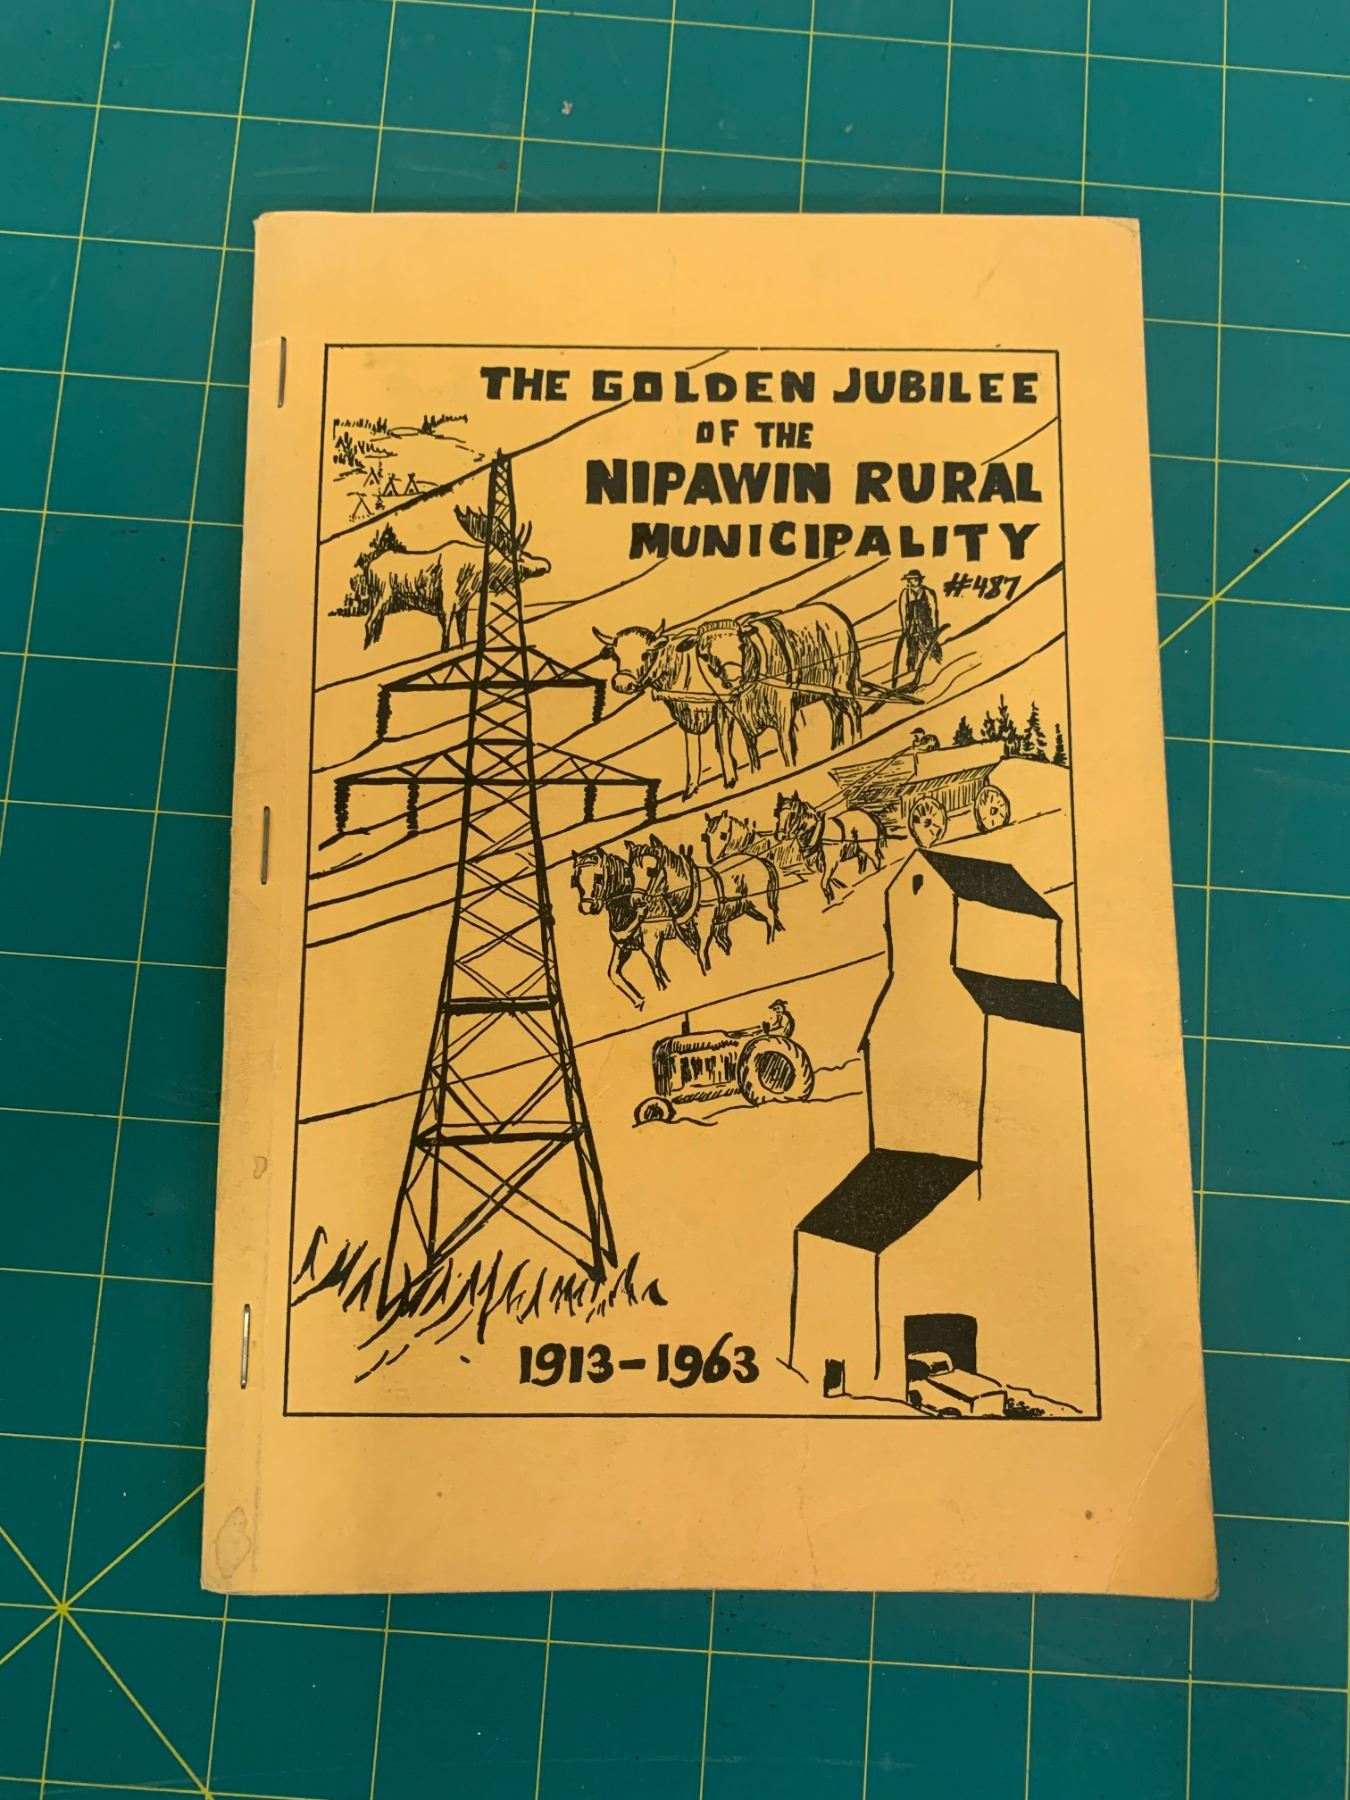 THE GOLDEN JUBILEE
OF THE
NIPAWIN RURAL
MUNICIPALITY
#487
1913-1963